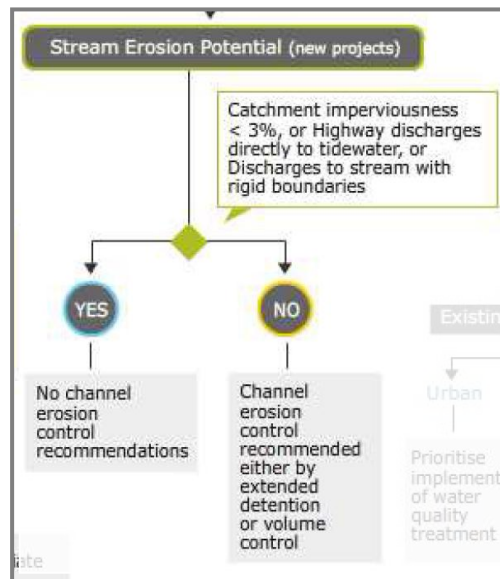 Stream Erosion Potential (new projects)
Catchment imperviousness
< 3%, or Highway discharges
directly to tidewater, or
Discharges to stream with
rigid boundaries
YES
NO
No channel
erosion
control
recommendations
Channel
erosion
control
recommended
either by
extended
detention
or volume
control
Urban
Prioritise
implement
of water
quality
treatment